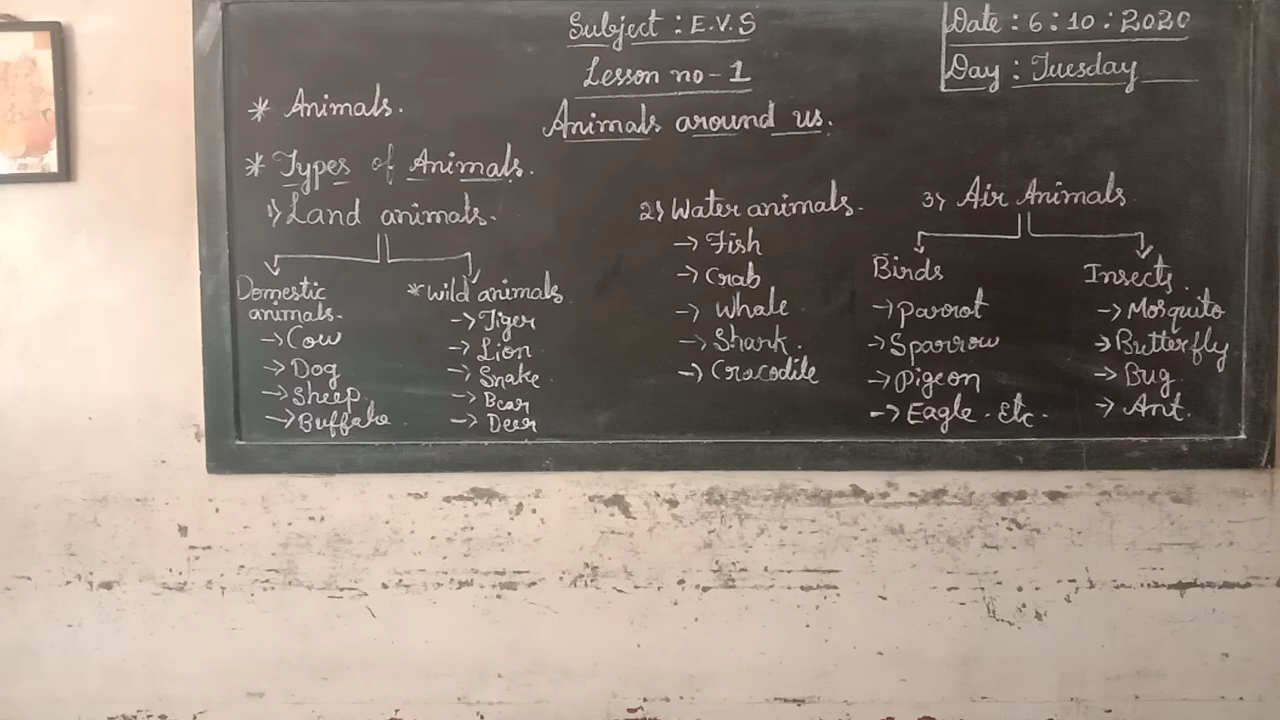 Subject : E.V.S
Date : 6 : 10 : 2020
Lesson no - 1
Day : Tuesday
* Animals.
Animals around us.
* Types of Animals.
1) Land animals.
Domestic
animals.
→ Cow
→ Dog
→ Sheep
→ Buffalo
* Wild animals
→ Tiger
→ Lion
→ Snake
→ Bear
→ Deer
2) Water animals.
→ Fish
→ Crab
→ Whale
→ Shark.
→ Cracodile
3) Air Animals
Birds
→ Parrot
→ Sparrow
→ Pigeon
→ Eagle. Etc.
Insects.
→ Mosquito
→ Butterfly
→ Bug
→ Ant.